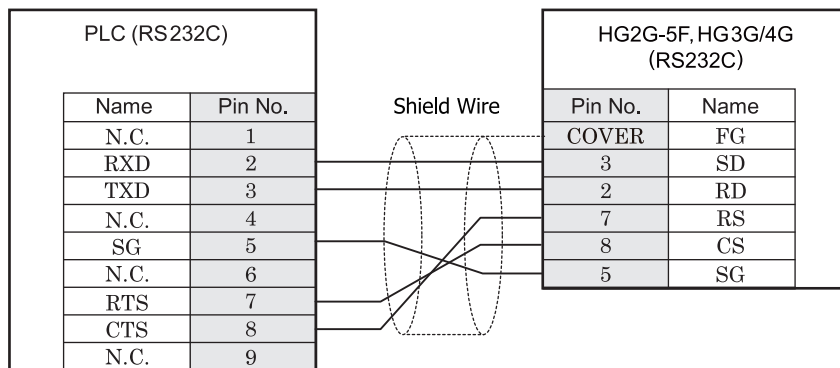 PLC (RS232C)
Name Pin No.
N.C. 1
RXD 2
TXD 3
N.C. 4
SG 5
N.C. 6
RTS 7
CTS 8
N.C. 9
Shield Wire
HG2G-5F, HG3G/4G
(RS232C)
Pin No. Name
COVER FG
3 SD
2 RD
7 RS
8 CS
5 SG